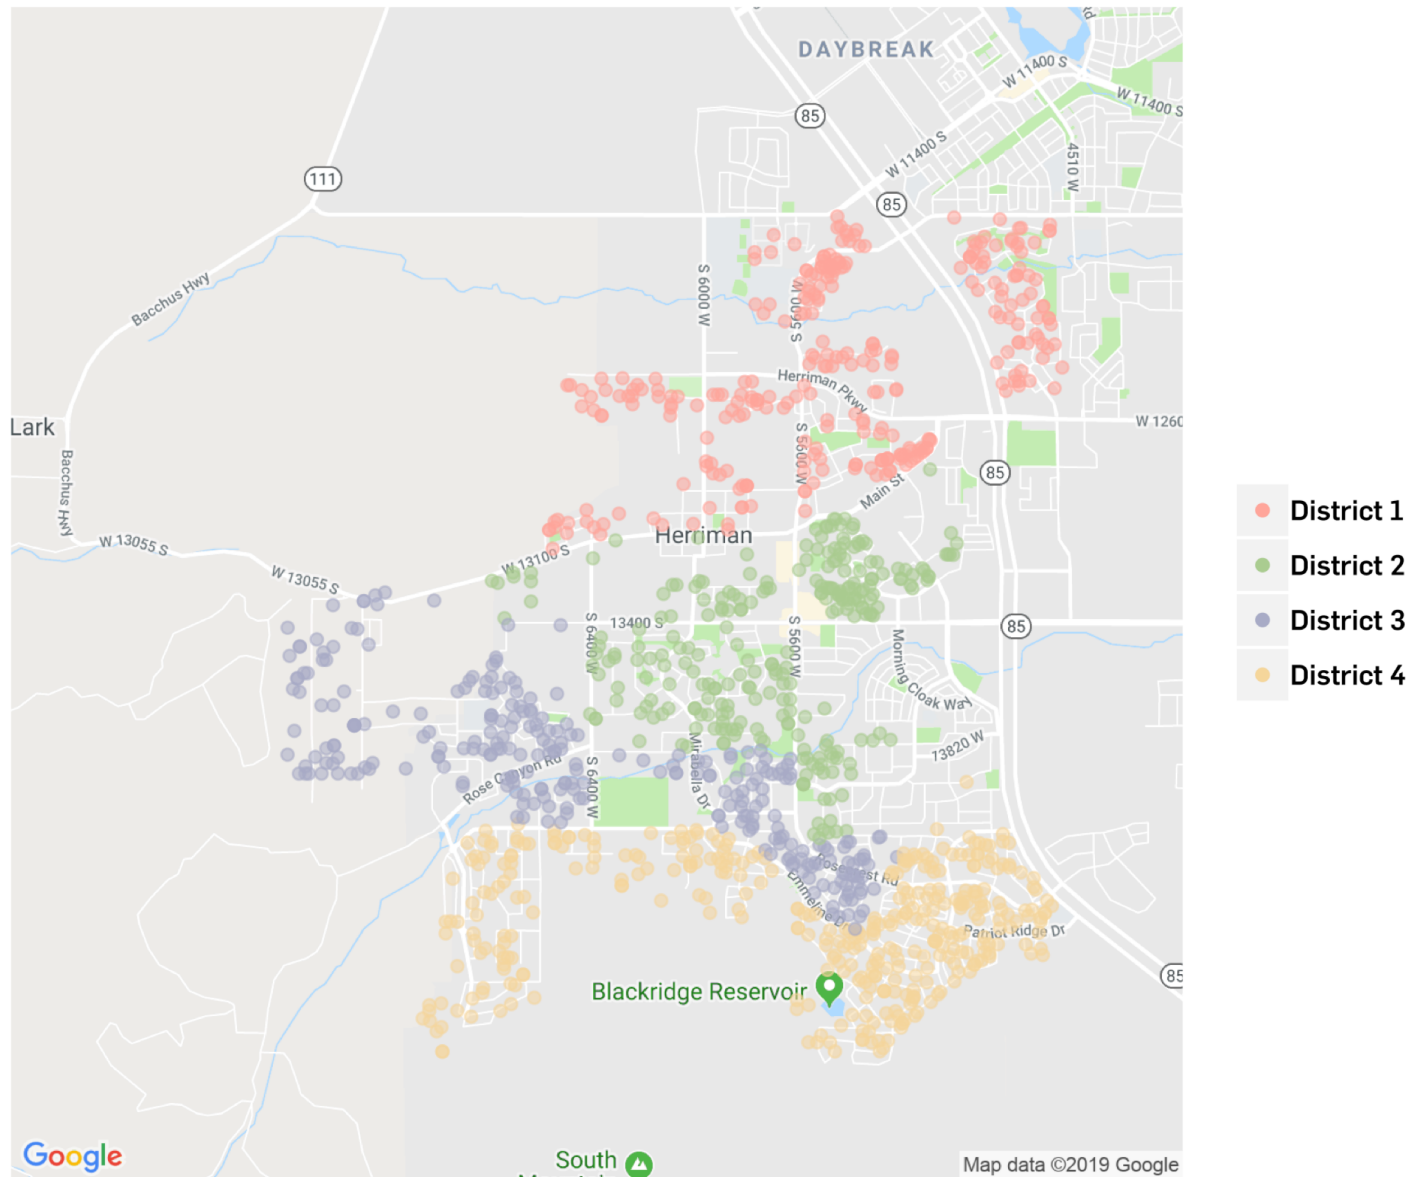 DAYBREAK
Rd
W 11400 S
W 11400 S
85
W 11400 S
4510 W
111
85
Bacchus Hwy
S 6000 W
S 5600 W
Herriman Pkwy
W 1260
Lark
S 5600 W
Bacchus Hwy
85
Main St
District 1
W 13055 S
Herriman
W 13100 S
District 2
W 13055 S
S 6400 W
13400 S
S 5600 W
85
District 3
Morning Cloak Way
District 4
13820 W
Mirabella Dr
Rose Canyon Rd
S 6400 W
Emmeline D
Patriot Ridge Dr
85
Blackridge Reservoir
Google
South
Map data ©2019 Google